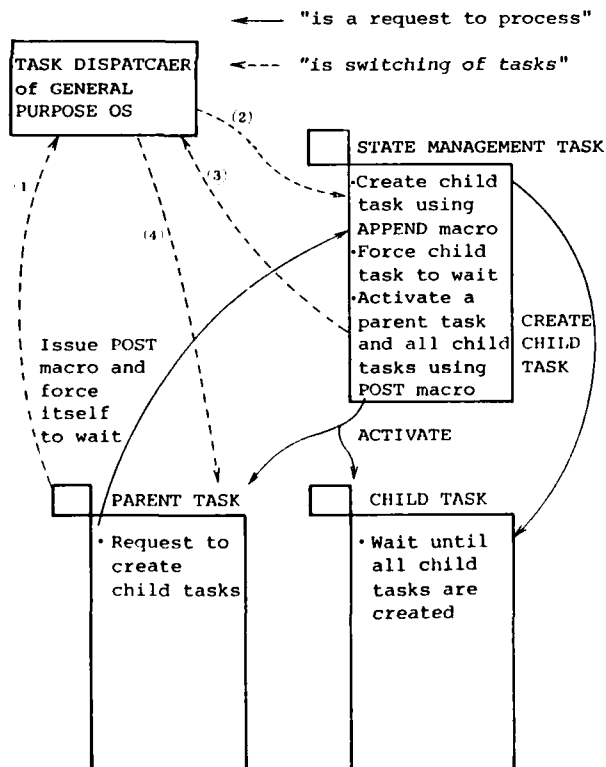 "is a request to process"
"is switching of tasks"
TASK DISPATCAER
of GENERAL
PURPOSE OS
(1
(2)
(3)
(4)
STATE MANAGEMENT TASK
·Create child
task using
APPEND macro
·Force child
task to wait
·Activate a
parent task
and all child
tasks using
POST macro
CREATE
CHILD
TASK
Issue POST
macro and
force
itself
to wait
ACTIVATE
PARENT TASK
· Request to
create
child tasks
CHILD TASK
· Wait until
all child
tasks are
created